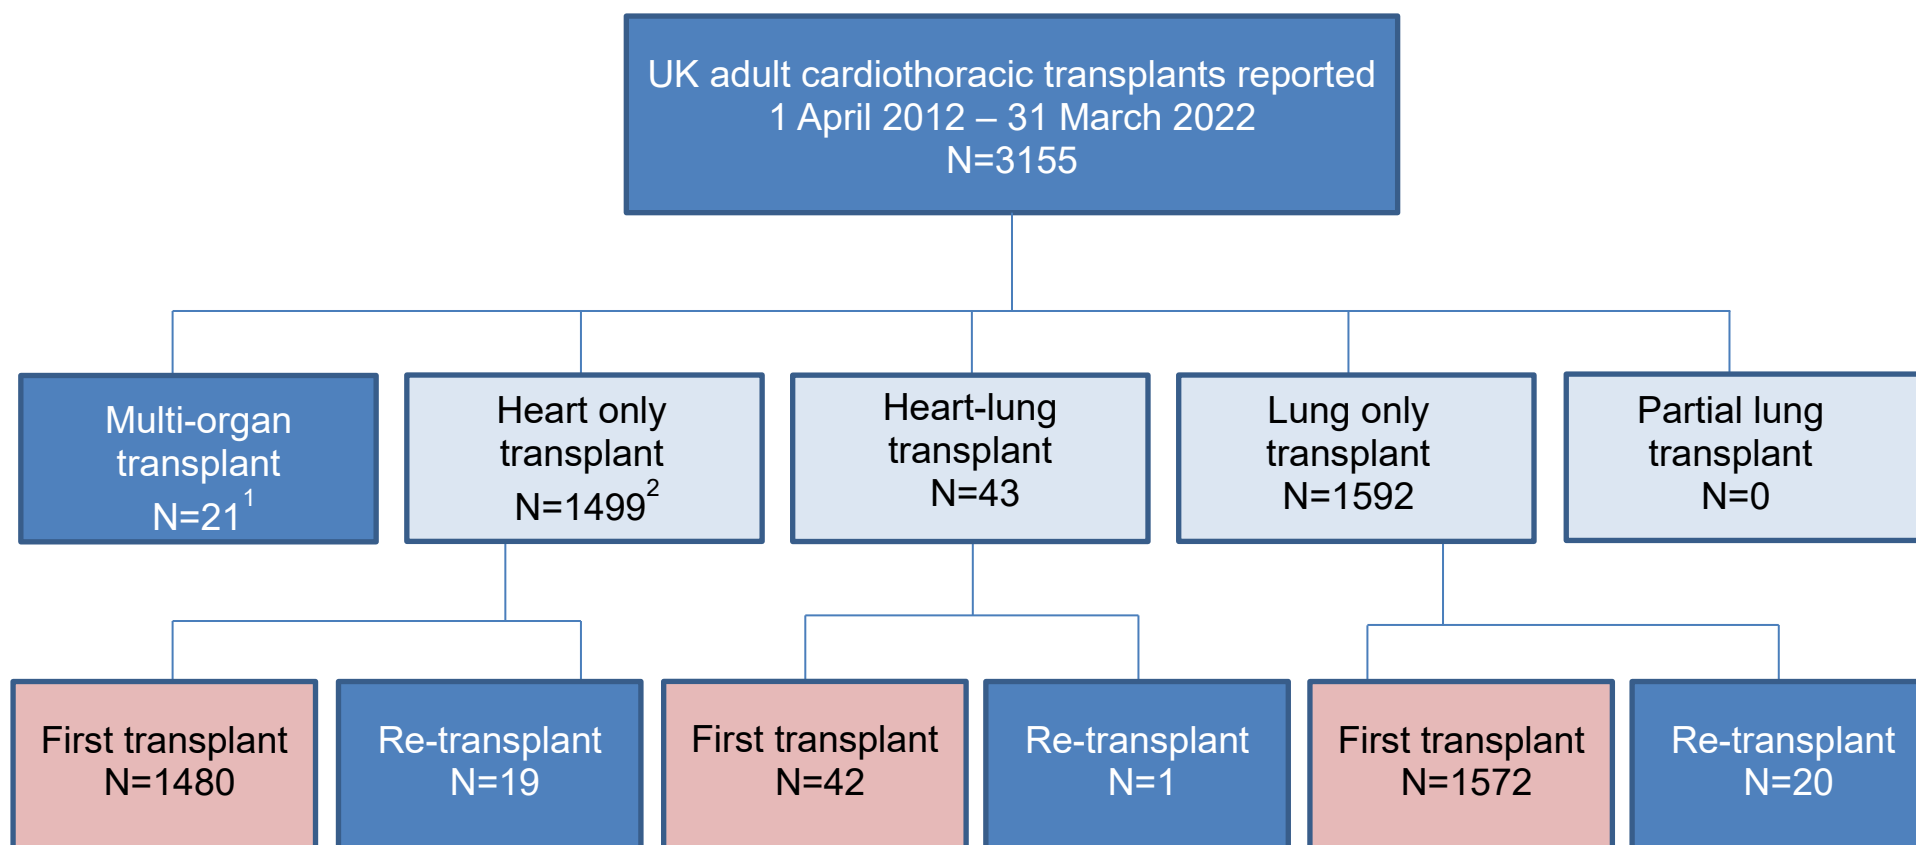 UK adult cardiothoracic transplants reported
1 April 2012 – 31 March 2022
N=3155
Multi-organ
transplant
N=21¹
Heart only
transplant
N=1499²
Heart-lung
transplant
N=43
Lung only
transplant
N=1592
Partial lung
transplant
N=0
First transplant
N=1480
Re-transplant
N=19
First transplant
N=42
Re-transplant
N=1
First transplant
N=1572
Re-transplant
N=20